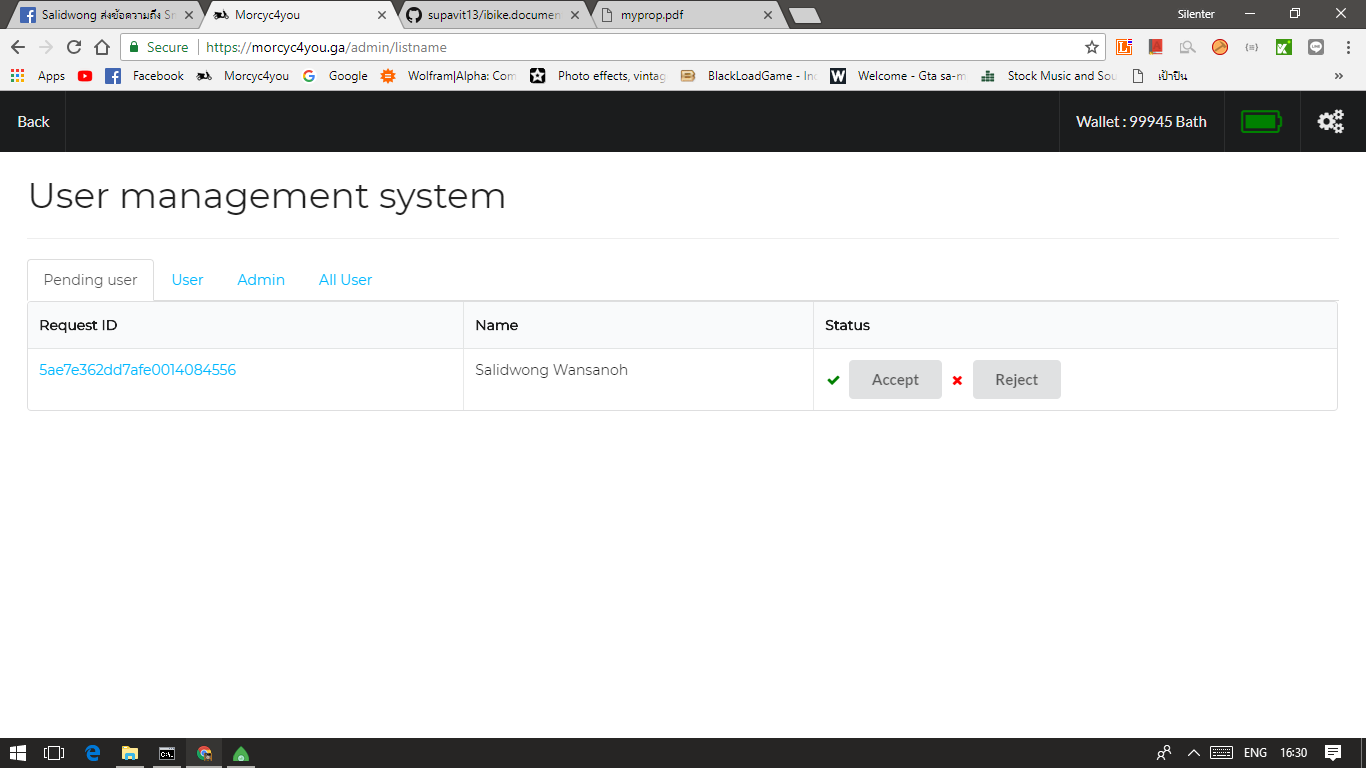 Salidwong ส่งข้อความถึง Sn
Morcyc4you
supavit13/ibike.documen
myprop.pdf
Silenter
Secure
https://morcyc4you.ga/admin/listname
Apps
Facebook
Morcyc4you
Google
Wolfram|Alpha: Com
Photo effects, vintag
BlackLoadGame - Inc
Welcome - Gta sa-m
Stock Music and Sou
เป้าปืน
»
Back
Wallet : 99945 Bath
User management system
Pending user
User
Admin
All User
Request ID
Name
Status
5ae7e362dd7afe0014084556
Salidwong Wansanoh
Accept
Reject
ENG
16:30